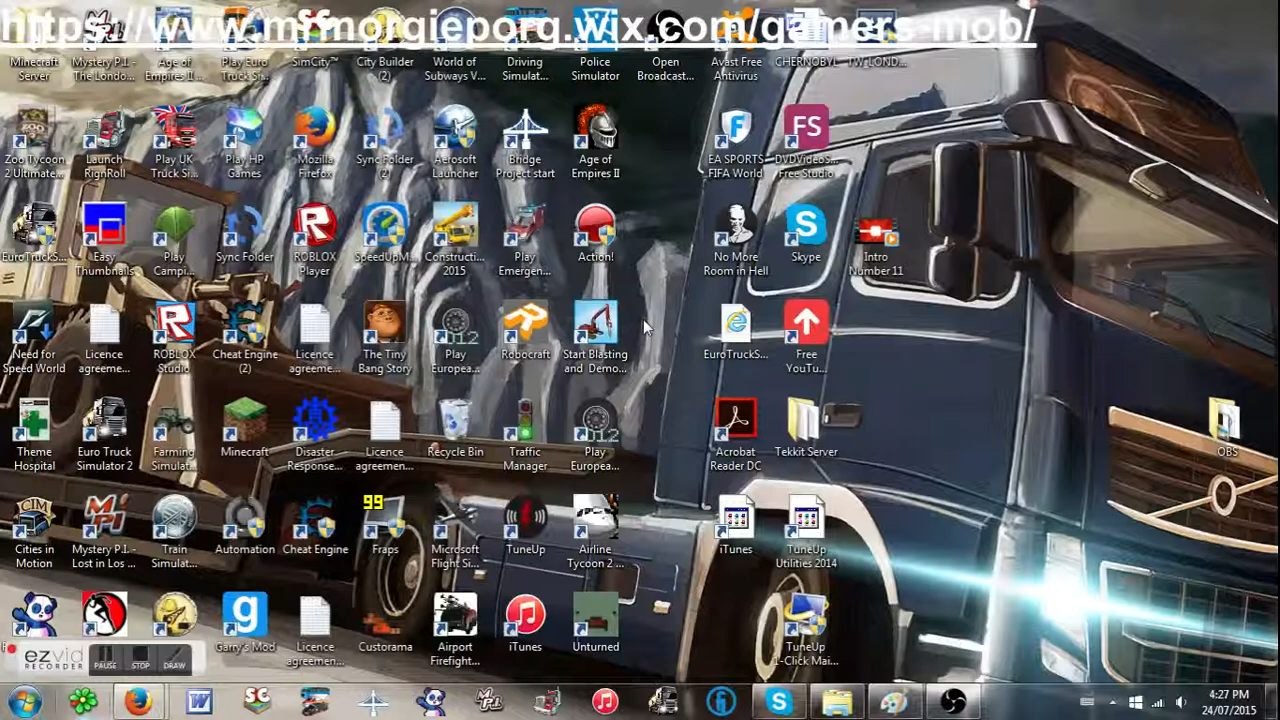 https://www.mffmorgieporg.wix.com/gamers-mob/
Minecraft Server
Mystery P.I. - The Londo...
Age of Empires II...
Play Euro Truck Si...
SimCity™
City Builder (2)
World of Subways V...
Driving Simulat...
Police Simulator
Open Broadcast...
Avast Free Antivirus
CHERNOBYL
TW_LOND...
Zoo Tycoon 2 Ultimate...
Launch RignRoll
Play UK Truck Si...
Play HP Games
Mozilla Firefox
Sync Folder (2)
Aerosoft Launcher
Bridge Project start
Age of Empires II
EA SPORTS FIFA World
FS
DVDVideoS... Free Studio
EuroTruckS...
Easy Thumbnails
Play Campi...
Sync Folder
ROBLOX Player
SpeedUpM...
Constructi... 2015
Play Emergen...
Action!
No More Room in Hell
Skype
Intro Number 11
Need for Speed World
Licence agreeme...
ROBLOX Studio
Cheat Engine (2)
Licence agreeme...
The Tiny Bang Story
2012
Play Europea...
Robocraft
Start Blasting and Demo...
EuroTruckS...
Free YouTu...
Theme Hospital
Euro Truck Simulator 2
Farming Simulat...
Minecraft
Disaster Response...
Licence agreemen...
Recycle Bin
Traffic Manager
2012
Play Europea...
Acrobat Reader DC
Tekkit Server
OBS
CIM
Cities in Motion
Mystery P.I. - Lost in Los ...
Train Simulat...
Automation
Cheat Engine
99
Fraps
Microsoft Flight Si...
TuneUp
Airline Tycoon 2 ...
iTunes
TuneUp Utilities 2014
Garry's Mod
Licence agreemen...
Customrama
Airport Firefight...
iTunes
Unturned
TuneUp 1-Click Mai...
ezvid RECORDER
PAUSE
STOP
DRAW
4:27 PM
24/07/2015